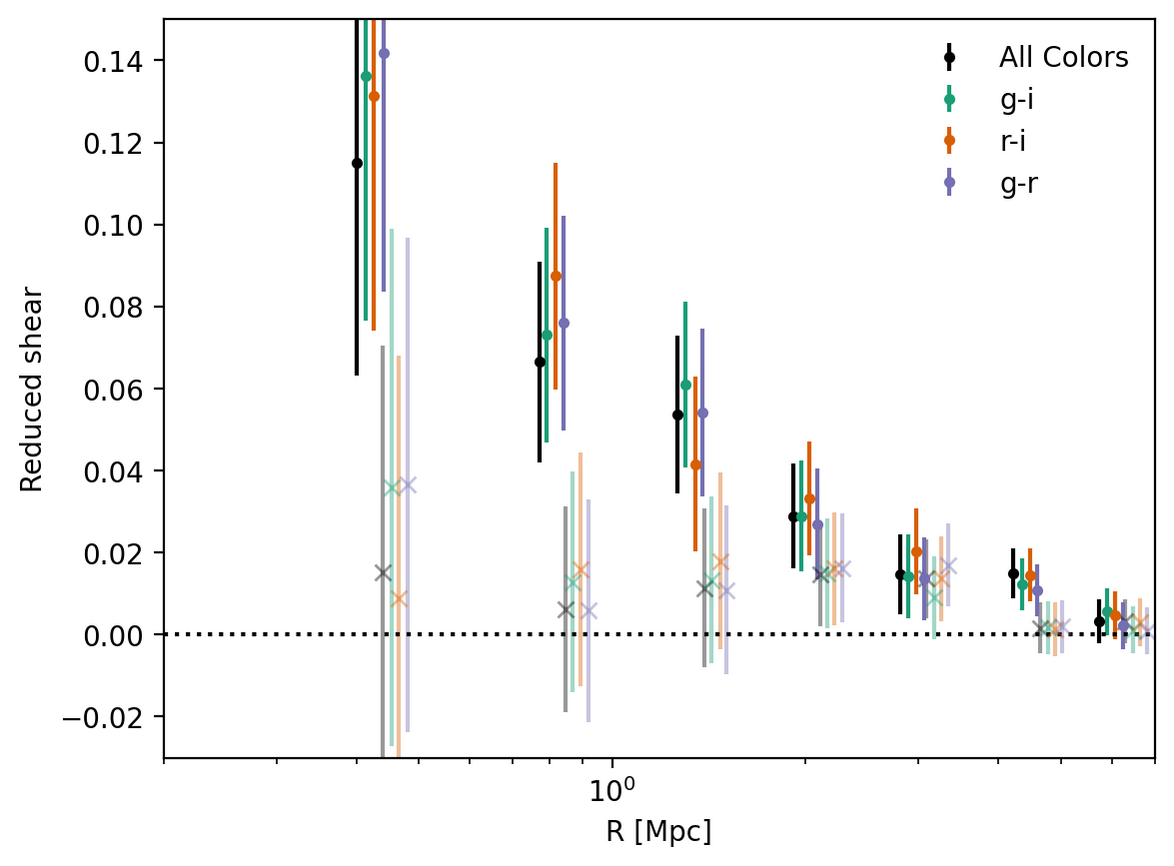 All Colors
g-i
r-i
g-r
0.14
0.12
0.10
0.08
0.06
0.04
0.02
0.00
−0.02
Reduced shear
10⁰
R [Mpc]